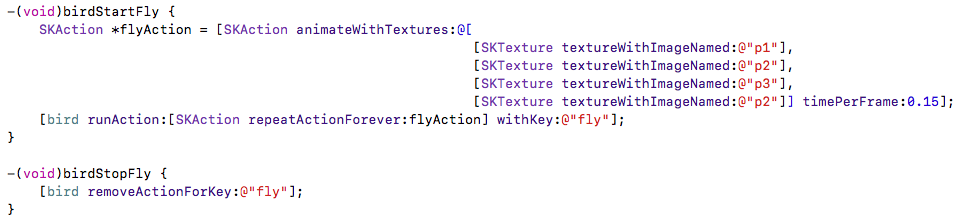 -(void)birdStartFly {
    SKAction *flyAction = [SKAction animateWithTextures:@[
                                                          [SKTexture textureWithImageNamed:@"p1"],
                                                          [SKTexture textureWithImageNamed:@"p2"],
                                                          [SKTexture textureWithImageNamed:@"p3"],
                                                          [SKTexture textureWithImageNamed:@"p2"]] timePerFrame:0.15];
    [bird runAction:[SKAction repeatActionForever:flyAction] withKey:@"fly"];
}

-(void)birdStopFly {
    [bird removeActionForKey:@"fly"];
}